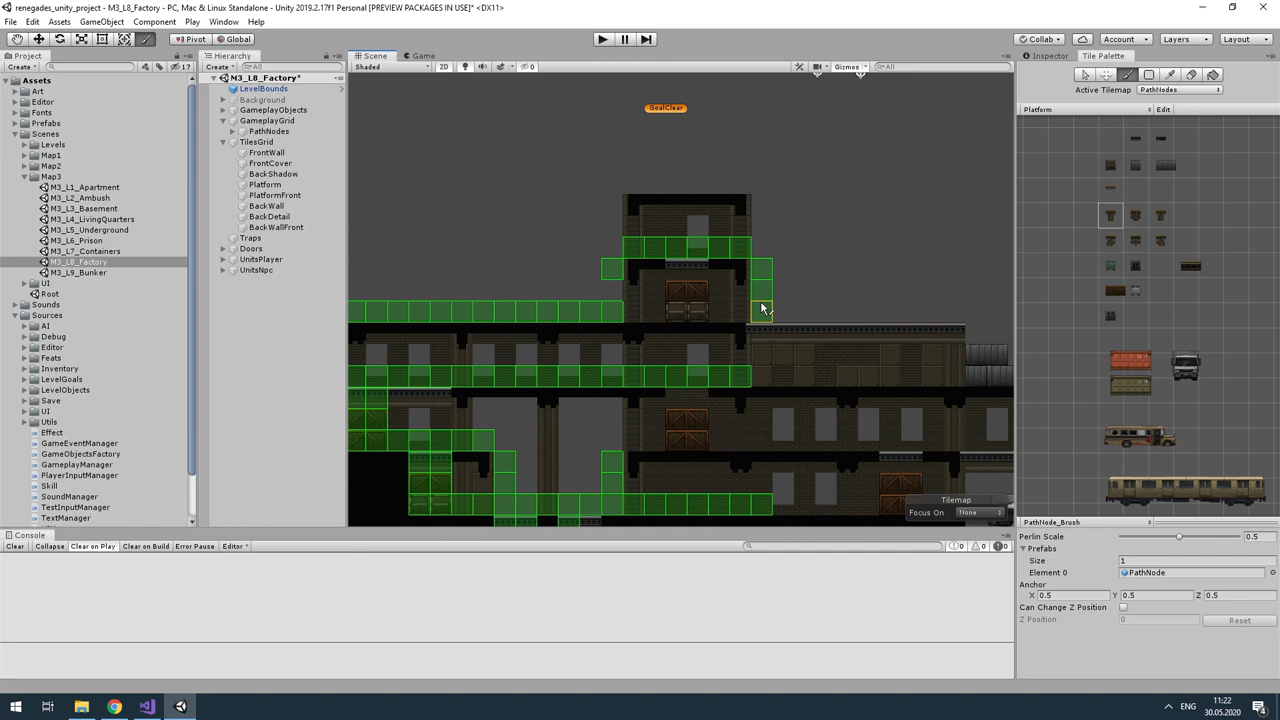 renegades_unity_project - M3_L8_Factory - PC, Mac & Linux Standalone - Unity 2019.2.17f1 Personal [PREVIEW PACKAGES IN USE]* <DX11>
File Edit Assets GameObject Component Play Window Help
Pivot Global Collab Account Layers Layout
Project
Create 17
Assets
Art
Editor
Fonts
Prefabs
Scenes
Levels
Map1
Map2
Map3
M3_L1_Apartment
M3_L2_Ambush
M3_L3_Basement
M3_L4_LivingQuarters
M3_L5_Underground
M3_L6_Prison
M3_L7_Containers
M3_L8_Factory
M3_L9_Bunker
UI
Root
Sounds
Sources
AI
Debug
Editor
Feats
Inventory
LevelGoals
LevelObjects
Save
UI
Utils
Effect
GameEventManager
GameObjectsFactory
GameplayManager
PlayerInputManager
Skill
SoundManager
TestInputManager
TextManager
Hierarchy
Create All
M3_L8_Factory*
LevelBounds
Background
GameplayObjects
GameplayGrid
PathNodes
TilesGrid
FrontWall
FrontCover
BackShadow
Platform
PlatformFront
BackWall
BackDetail
BackWallFront
Traps
Doors
UnitsPlayer
UnitsNpc
Scene Game
Shaded 2D 0 Gizmos All
GoalClear
Tilemap
Focus On None
Inspector Tile Palette
Active Tilemap PathNodes
Platform Edit
PathNode_Brush
Perlin Scale 0.5
Prefabs
Size 1
Element 0 PathNode
Anchor
X 0.5 Y 0.5 Z 0.5
Can Change Z Position
Z Position 0 Reset
Console
Clear Collapse Clear on Play Clear on Build Error Pause Editor 0 0 0
ENG
11:22
30.05.2020
4